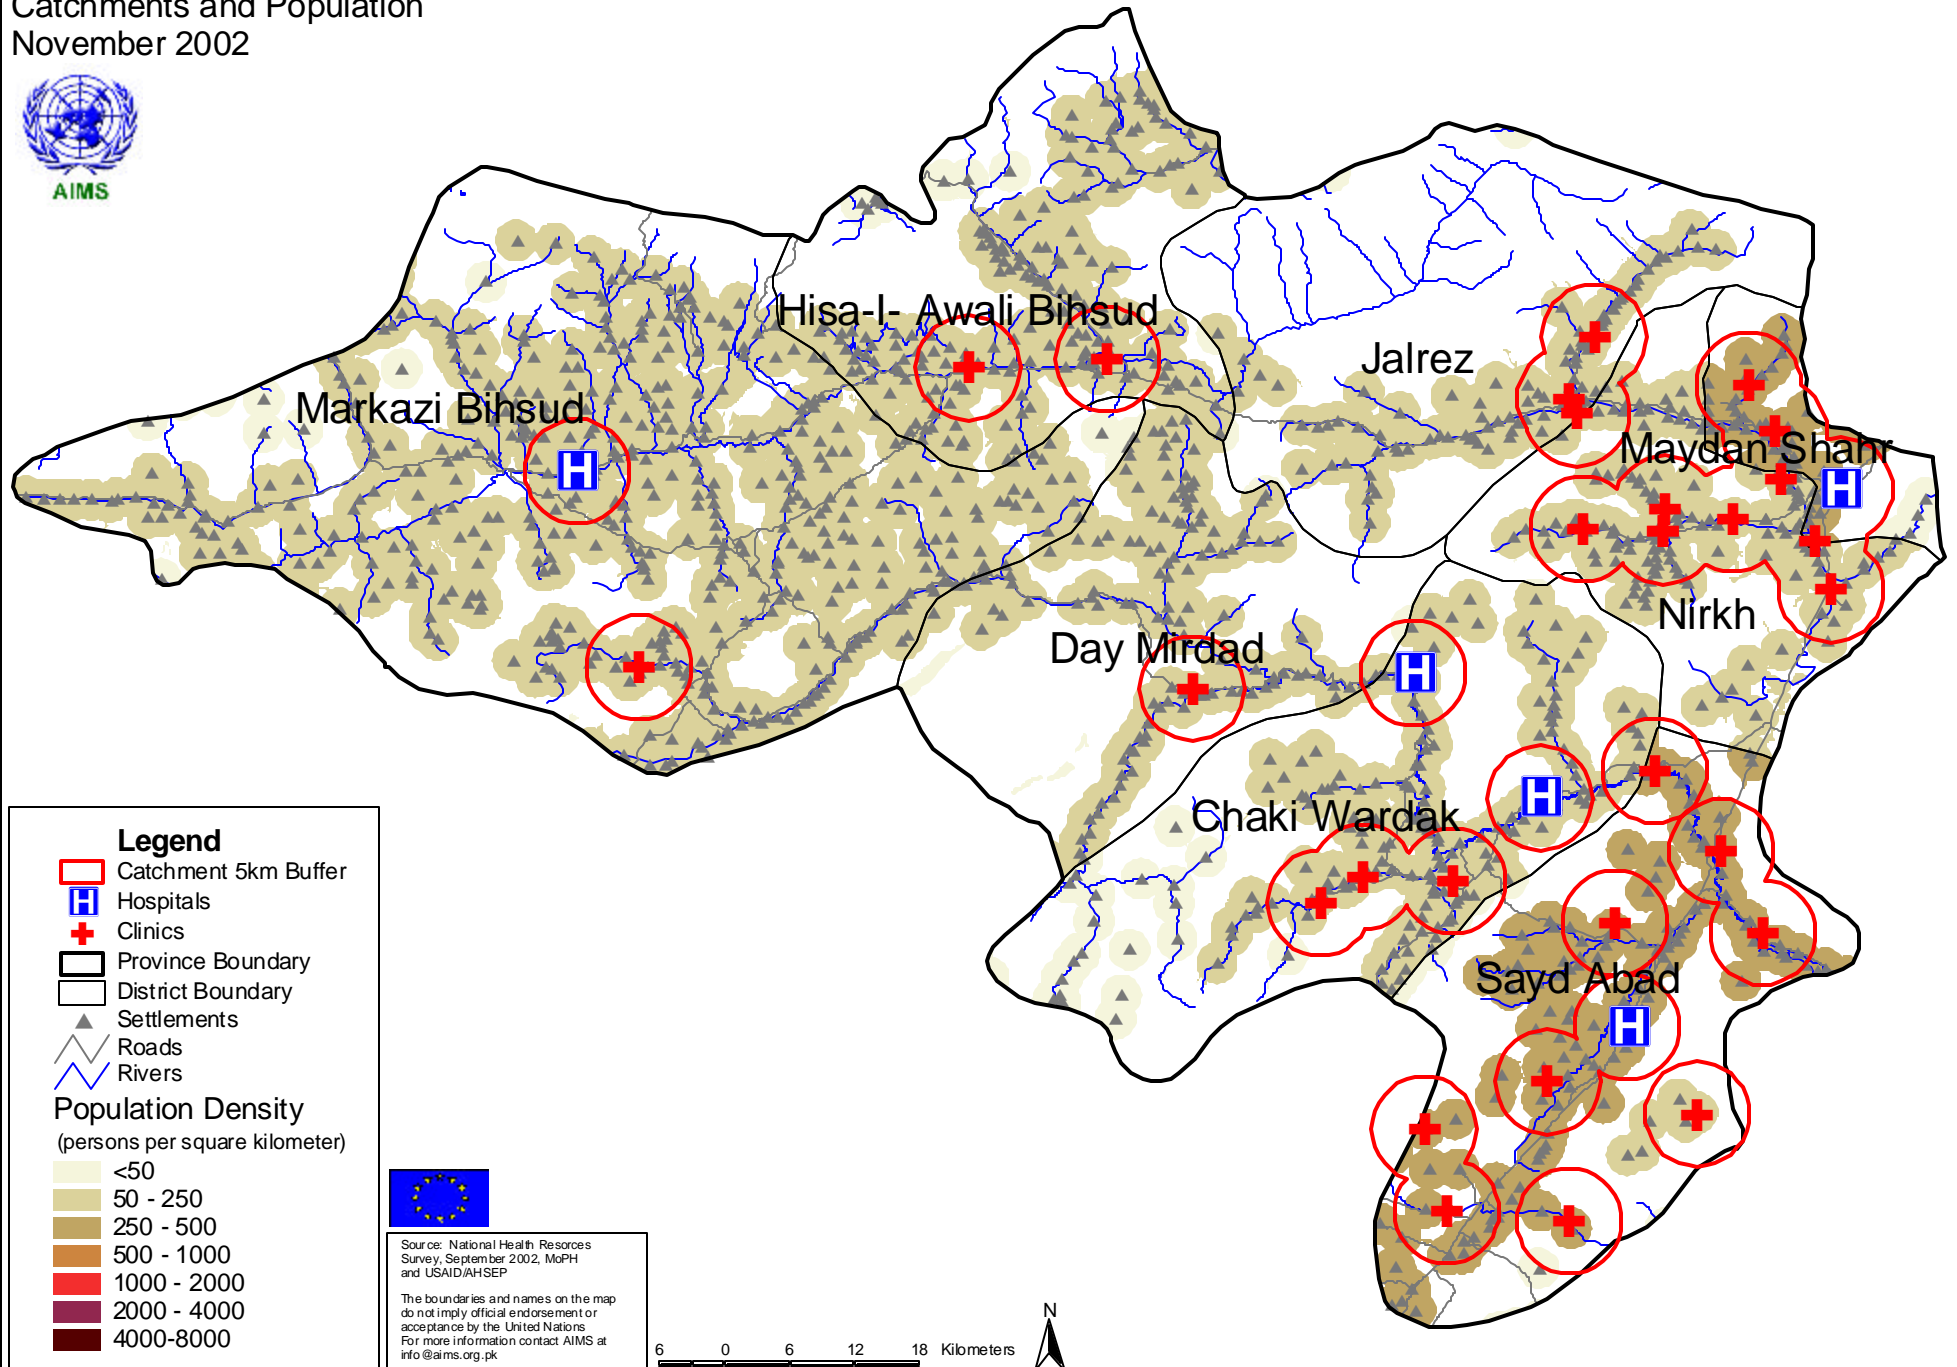 Catchments and Population
November 2002
AIMS
Hisa-I- Awali Bihsud
Jalrez
Markazi Bihsud
Maydan Shahr
Nirkh
Day Mirdad
Chaki Wardak
Sayd Abad
H
H
H
H
H
Legend
Catchment 5km Buffer
H Hospitals
Clinics
Province Boundary
District Boundary
Settlements
Roads
Rivers
Population Density
(persons per square kilometer)
<50
50 - 250
250 - 500
500 - 1000
1000 - 2000
2000 - 4000
4000-8000
Source: National Health Resorces
Survey, September 2002, MoPH
and USAID/AHSEP
The boundaries and names on the map
do not imply official endorsement or
acceptance by the United Nations
For more information contact AIMS at
info@aims.org.pk
6 0 6 12 18 Kilometers
N